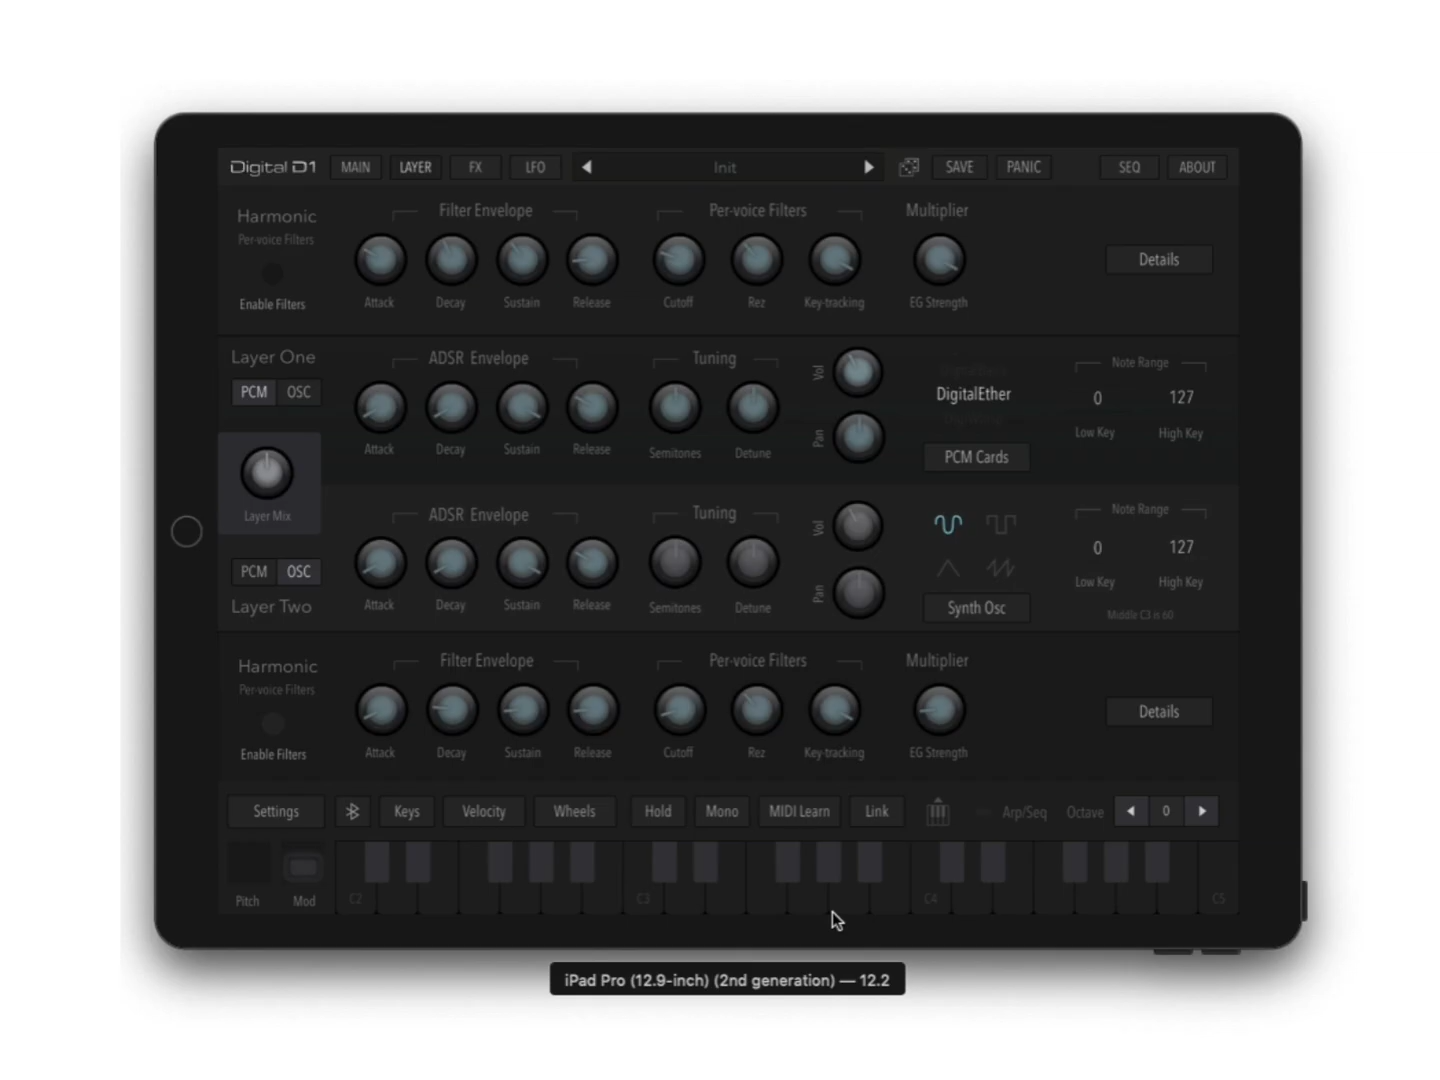 Digital D1 MAIN LAYER FX LFO Init SAVE PANIC SEQ ABOUT
Harmonic Filter Envelope Per-voice Filters Multiplier
Per-voice Filters
Details
Enable Filters Attack Decay Sustain Release Cutoff Rez Key-tracking EG Strength
Layer One ADSR Envelope Tuning Vol Note Range
PCM OSC DigitalEther 0 127
Pan Low Key High Key
Attack Decay Sustain Release Semitones Detune PCM Cards
Layer Mix ADSR Envelope Tuning Vol Note Range
0 127
PCM OSC Low Key High Key
Layer Two Attack Decay Sustain Release Semitones Detune Pan Synth Osc Middle C3 is 60
Harmonic Filter Envelope Per-voice Filters Multiplier
Per-voice Filters
Details
Enable Filters Attack Decay Sustain Release Cutoff Rez Key-tracking EG Strength
Settings Keys Velocity Wheels Hold Mono MIDI Learn Link Arp/Seq Octave 0
Pitch Mod C2 C3 C4 C5
iPad Pro (12.9-inch) (2nd generation) — 12.2